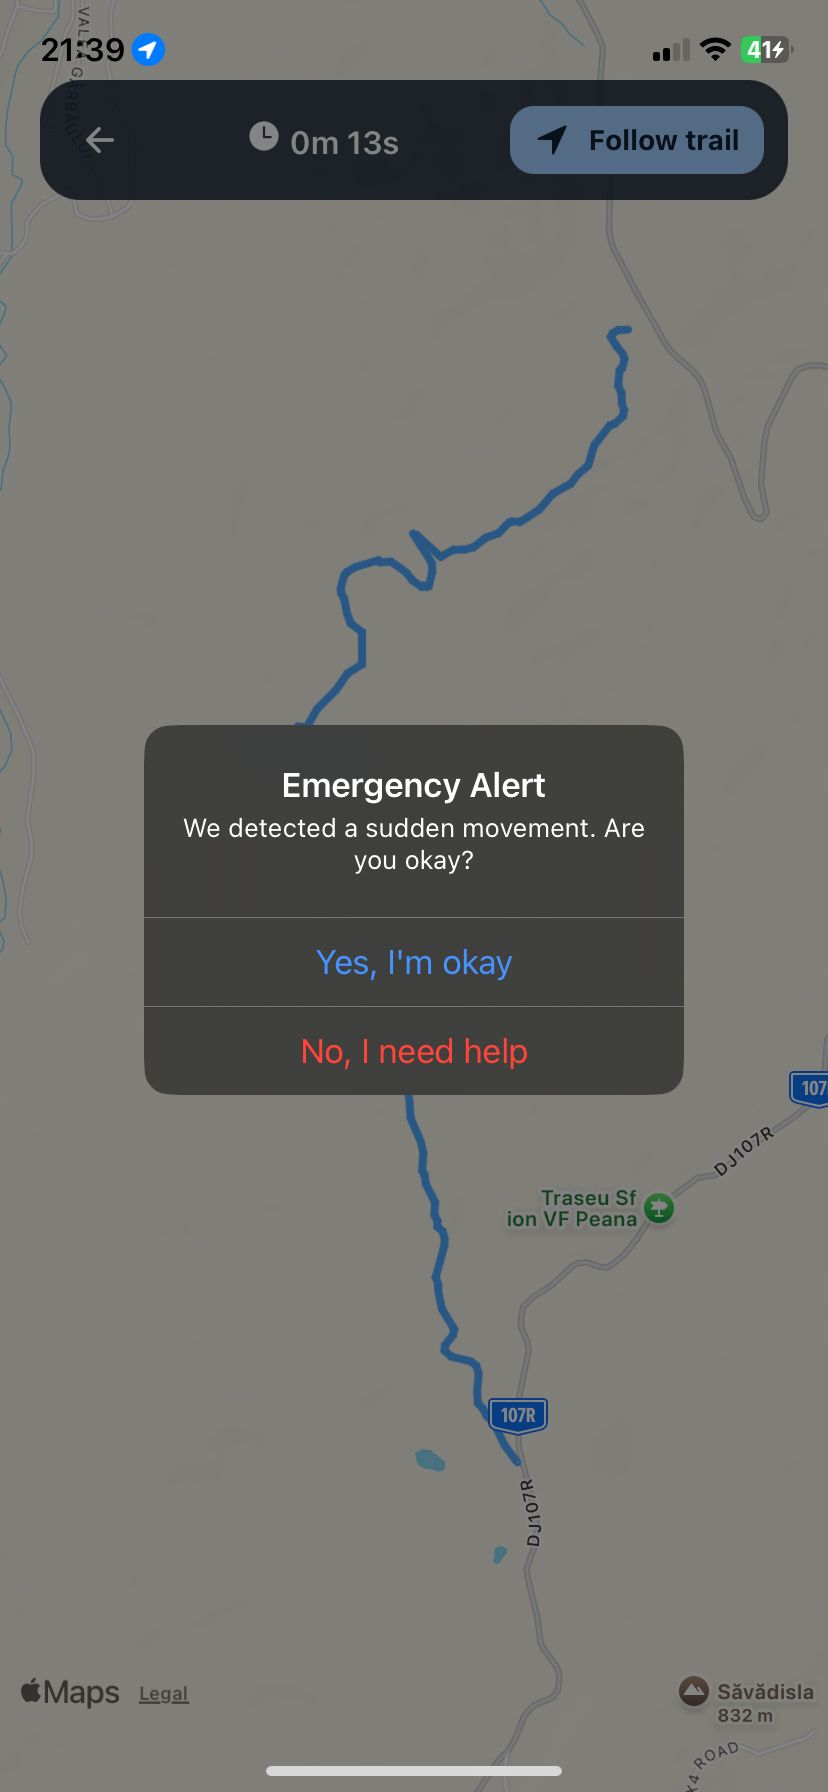 21:39
41
VALEA GÂRBĂULUI
0m 13s
Follow trail
Emergency Alert
We detected a sudden movement. Are
you okay?
Yes, I'm okay
No, I need help
107
DJ107R
Traseu Sf
ion VF Peana
107R
DJ107R
Maps
Legal
Săvădisla
832 m
X4 ROAD